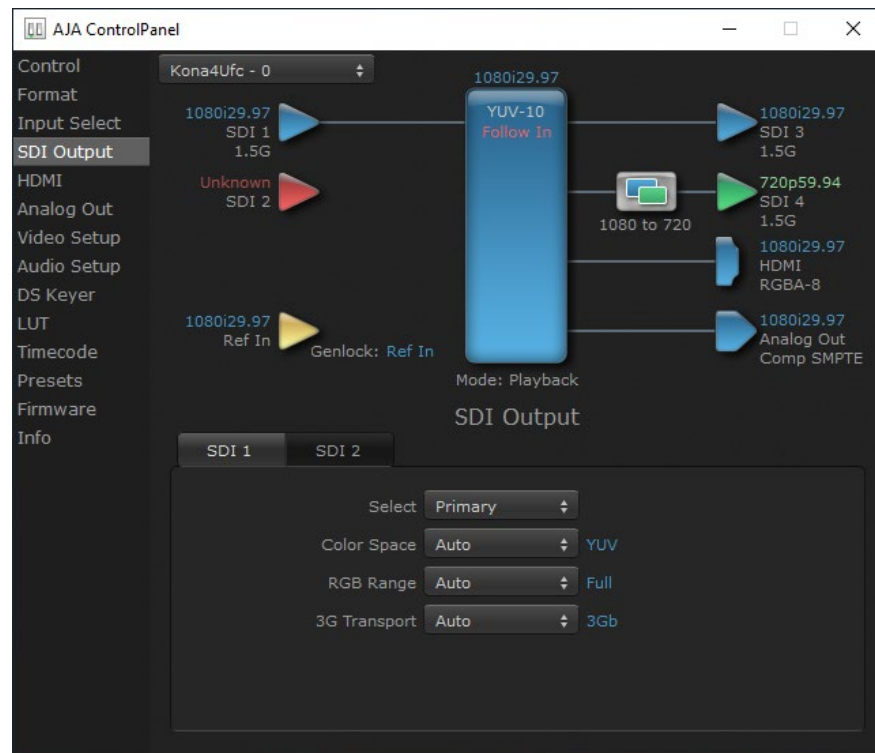 AJA ControlPanel
Control
Format
Input Select
SDI Output
HDMI
Analog Out
Video Setup
Audio Setup
DS Keyer
LUT
Timecode
Presets
Firmware
Info
Kona4Ufc - 0
1080i29.97
1080i29.97
SDI 1
1.5G
Unknown
SDI 2
1080i29.97
Ref In
Genlock: Ref In
YUV-10
Follow In
Mode: Playback
1080 to 720
1080i29.97
SDI 3
1.5G
720p59.94
SDI 4
1.5G
1080i29.97
HDMI
RGBA-8
1080i29.97
Analog Out
Comp SMPTE
SDI Output
SDI 1 SDI 2
Select Primary
Color Space Auto YUV
RGB Range Auto Full
3G Transport Auto 3Gb